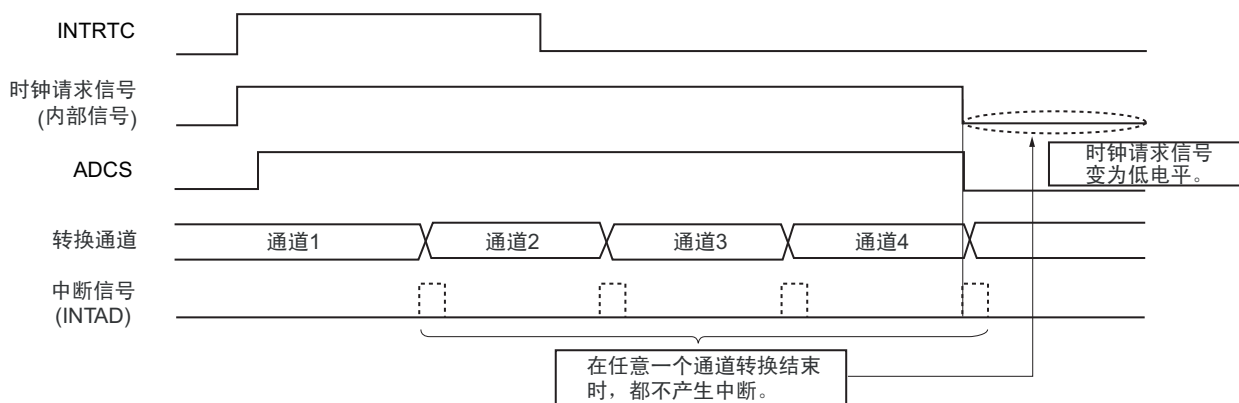 INTRTC
时钟请求信号
(内部信号)
ADCS
时钟请求信号
变为低电平。
转换通道
通道1
通道2
通道3
通道4
中断信号
(INTAD)
在任意一个通道转换结束
时，都不产生中断。